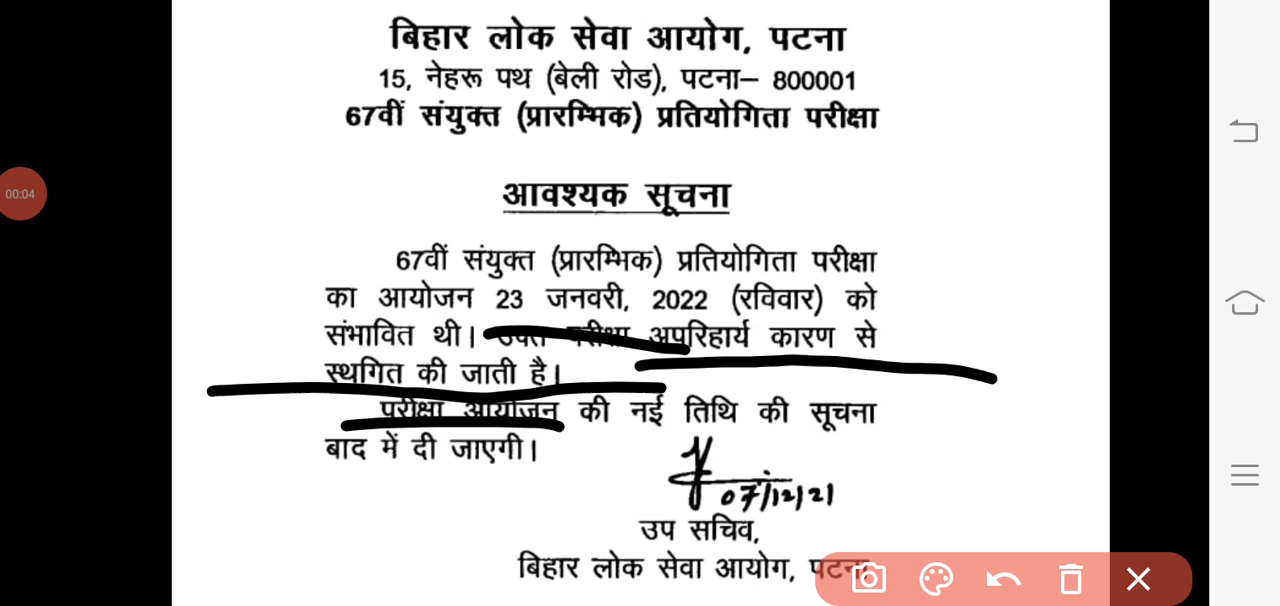 बिहार लोक सेवा आयोग, पटना
15, नेहरू पथ (बेली रोड), पटना– 800001
67वीं संयुक्त (प्रारम्भिक) प्रतियोगिता परीक्षा
00:04
आवश्यक सूचना
67वीं संयुक्त (प्रारम्भिक) प्रतियोगिता परीक्षा
का आयोजन 23 जनवरी, 2022 (रविवार) को
संभावित थी। उक्त परीक्षा अपरिहार्य कारण से
स्थगित की जाती है।
परीक्षा आयोजन की नई तिथि की सूचना
बाद में दी जाएगी।
07/12/21
उप सचिव,
बिहार लोक सेवा आयोग, पटना